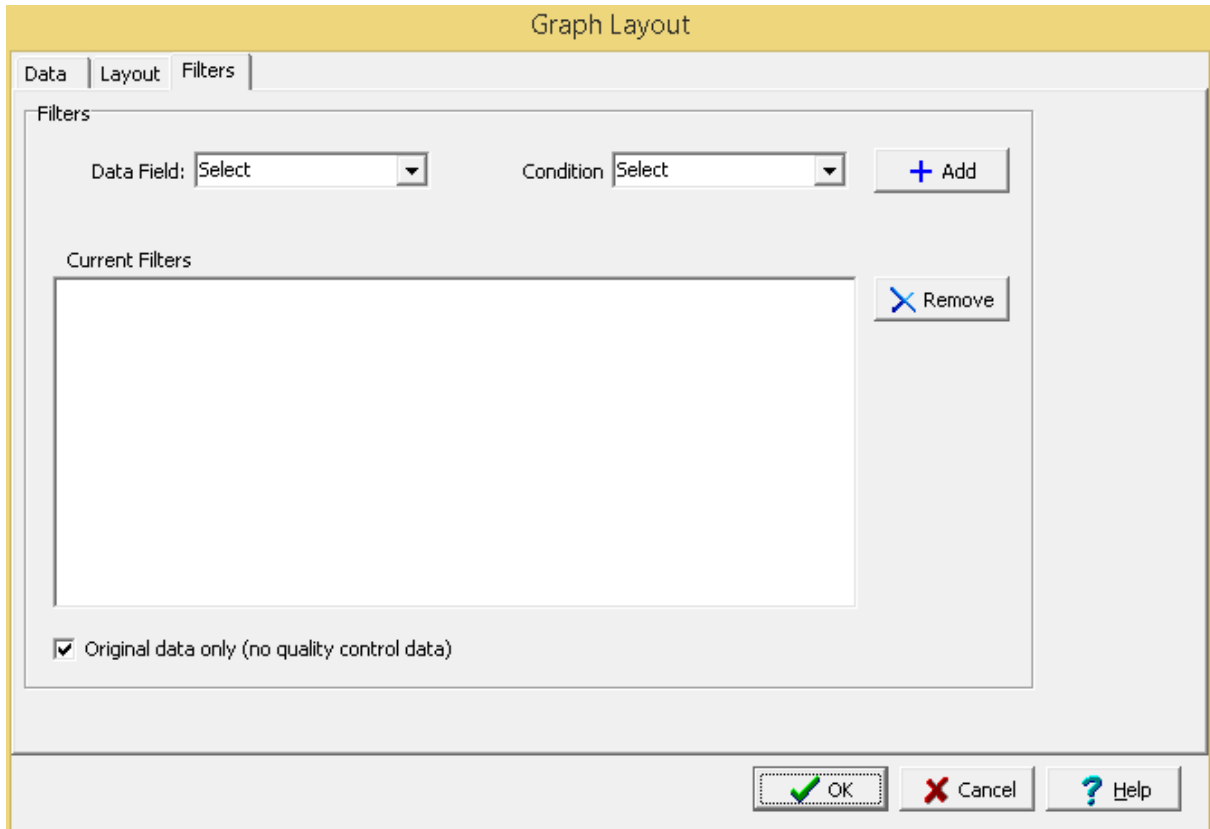 Graph Layout
Data Layout Filters
Filters
Data Field: Select Condition Select Add
Current Filters
Remove
Original data only (no quality control data)
OK Cancel Help